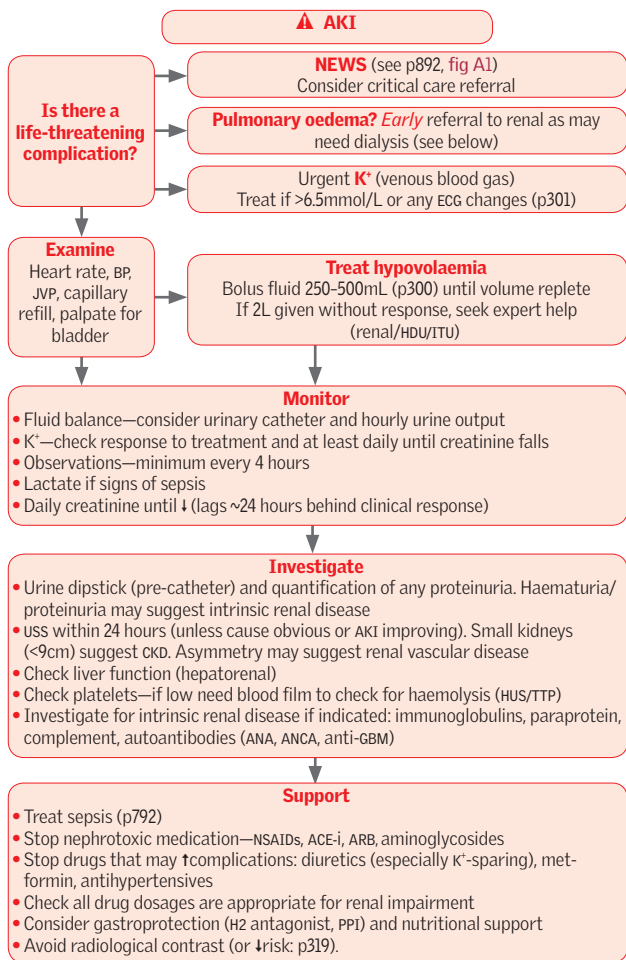 ⚠ AKI
Is there a
life-threatening
complication?
NEWS (see p892, fig A1)
Consider critical care referral
Pulmonary oedema? Early referral to renal as may
need dialysis (see below)
Urgent K⁺ (venous blood gas)
Treat if >6.5mmol/L or any ECG changes (p301)
Examine
Heart rate, BP,
JVP, capillary
refill, palpate for
bladder
Treat hypovolaemia
Bolus fluid 250–500mL (p300) until volume replete
If 2L given without response, seek expert help
(renal/HDU/ITU)
Monitor
• Fluid balance—consider urinary catheter and hourly urine output
• K⁺—check response to treatment and at least daily until creatinine falls
• Observations—minimum every 4 hours
• Lactate if signs of sepsis
• Daily creatinine until ↓ (lags ~24 hours behind clinical response)
Investigate
• Urine dipstick (pre-catheter) and quantification of any proteinuria. Haematuria/
proteinuria may suggest intrinsic renal disease
• USS within 24 hours (unless cause obvious or AKI improving). Small kidneys
(<9cm) suggest CKD. Asymmetry may suggest renal vascular disease
• Check liver function (hepatorenal)
• Check platelets—if low need blood film to check for haemolysis (HUS/TTP)
• Investigate for intrinsic renal disease if indicated: immunoglobulins, paraprotein,
complement, autoantibodies (ANA, ANCA, anti-GBM)
Support
• Treat sepsis (p792)
• Stop nephrotoxic medication—NSAIDs, ACE-i, ARB, aminoglycosides
• Stop drugs that may ↑complications: diuretics (especially K⁺-sparing), met-
formin, antihypertensives
• Check all drug dosages are appropriate for renal impairment
• Consider gastroprotection (H2 antagonist, PPI) and nutritional support
• Avoid radiological contrast (or ↓risk: p319).